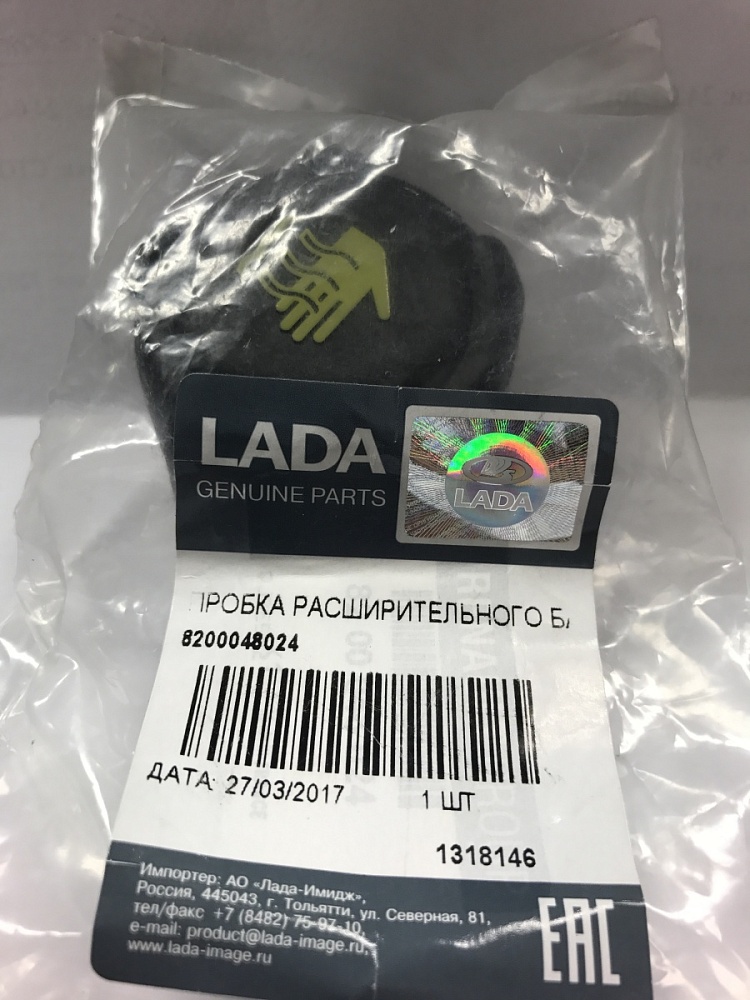 LADA
GENUINE PARTS
LADA
ПРОБКА РАСШИРИТЕЛЬНОГО
8200048024
ДАТА: 27/03/2017 1 ШТ
1318146
Импортер: АО «Лада-Имидж»,
Россия, 445043, г. Тольятти, ул. Северная, 81,
тел/факс +7 (8482) 75-97-10,
e-mail: product@lada-image.ru,
www.lada-image.ru
EAC